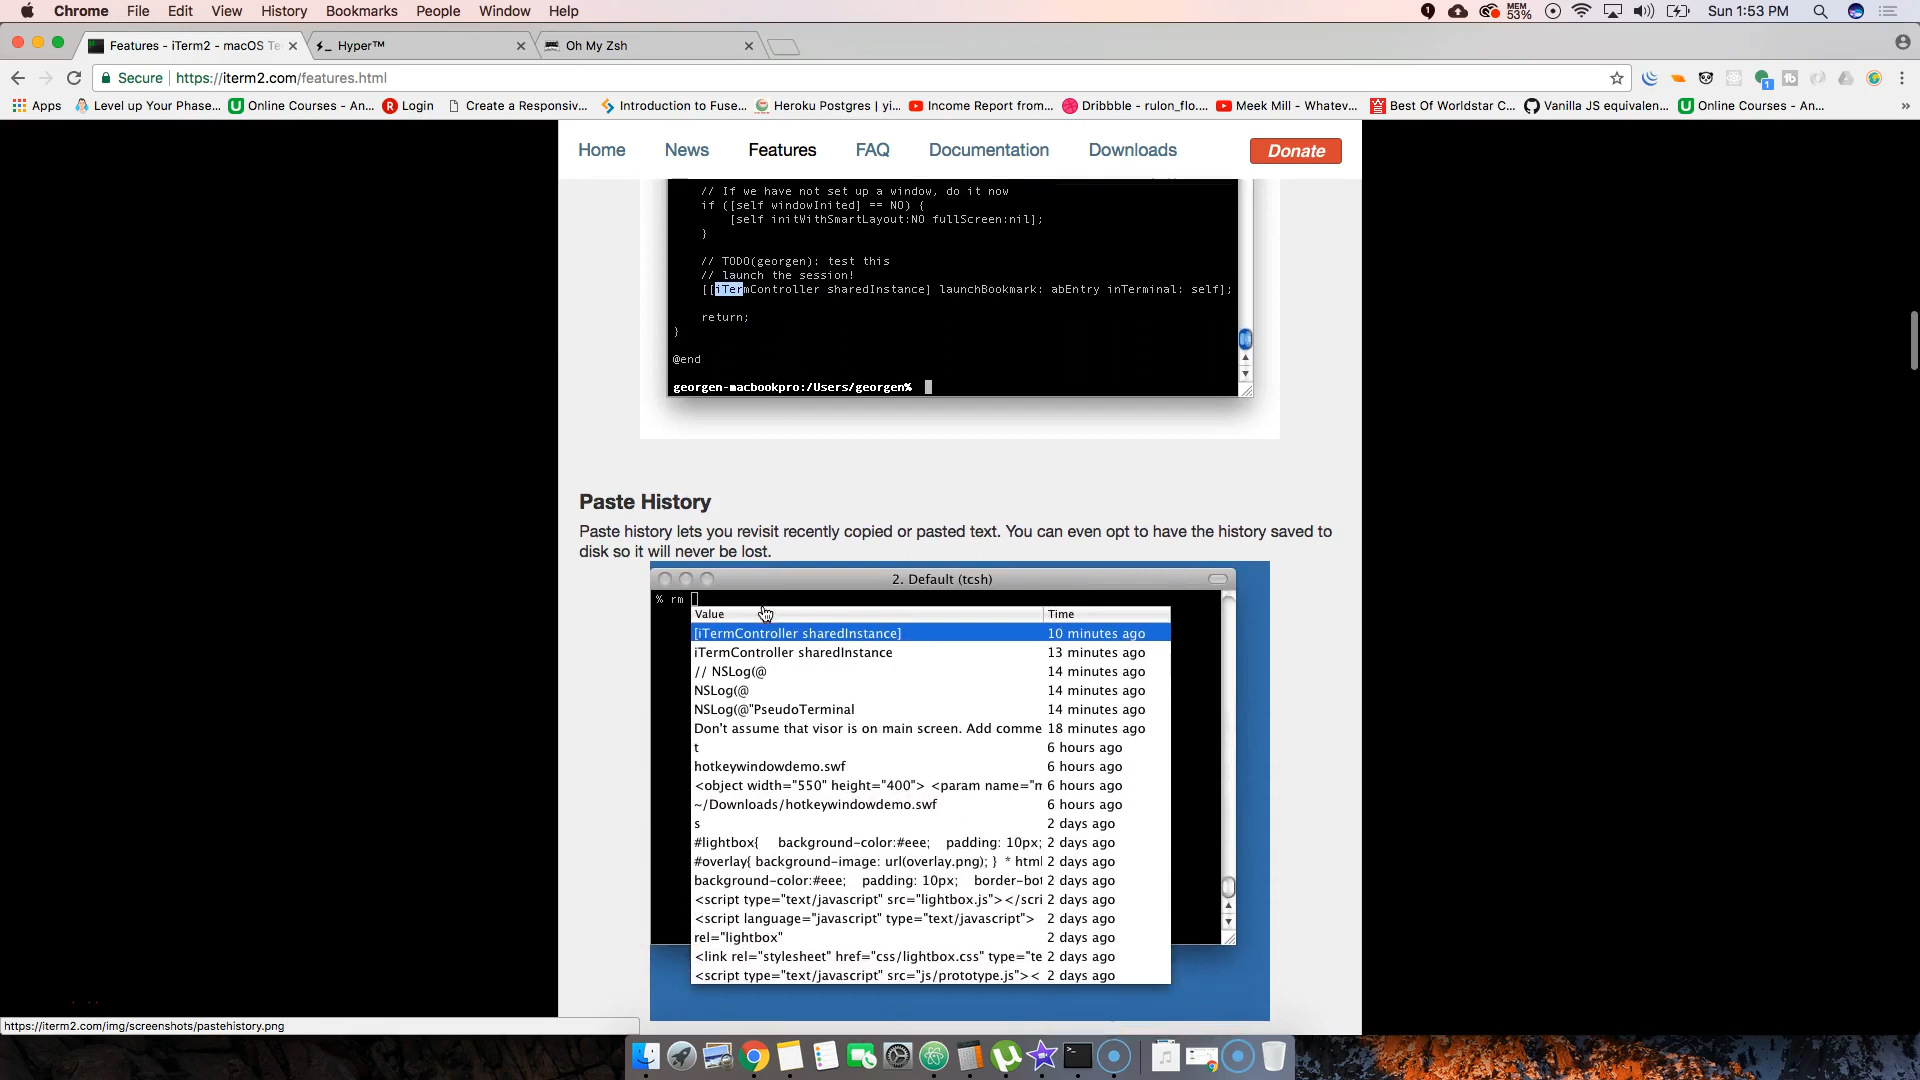 Chrome File Edit View History Bookmarks People Window Help MEM 53% Sun 1:53 PM
Features - iTerm2 - macOS Te Hyper™ Oh My Zsh
Secure https://iterm2.com/features.html
Apps Level up Your Phase... Online Courses - An... Login Create a Responsiv... Introduction to Fuse... Heroku Postgres | yi... Income Report from... Dribbble - rulon_flo... Meek Mill - Whatev... Best Of Worldstar C... Vanilla JS equivalen... Online Courses - An... »
Home News Features FAQ Documentation Downloads Donate
// If we have not set up a window, do it now
if ([self windowInited] == NO) {
[self initWithSmartLayout:NO fullScreen:nil];
}
// TODO(georgen): test this
// launch the session!
[[iTermController sharedInstance] launchBookmark: abEntry inTerminal: self];
return;
}
@end
georgen-macbookpro:/Users/georgen%
Paste History
Paste history lets you revisit recently copied or pasted text. You can even opt to have the history saved to
disk so it will never be lost.
2. Default (tcsh)
% rm
Value Time
[iTermController sharedInstance] 10 minutes ago
iTermController sharedInstance 13 minutes ago
// NSLog(@ 14 minutes ago
NSLog(@ 14 minutes ago
NSLog(@"PseudoTerminal 14 minutes ago
Don't assume that visor is on main screen. Add comme 18 minutes ago
t 6 hours ago
hotkeywindowdemo.swf 6 hours ago
<object width="550" height="400"> <param name="m 6 hours ago
~/Downloads/hotkeywindowdemo.swf 6 hours ago
s 2 days ago
#lightbox{ background-color:#eee; padding: 10px; 2 days ago
#overlay{ background-image: url(overlay.png); } * html 2 days ago
background-color:#eee; padding: 10px; border-bot 2 days ago
<script type="text/javascript" src="lightbox.js"></scri 2 days ago
<script language="javascript" type="text/javascript"> 2 days ago
rel="lightbox" 2 days ago
<link rel="stylesheet" href="css/lightbox.css" type="te 2 days ago
<script type="text/javascript" src="js/prototype.js">< 2 days ago
https://iterm2.com/img/screenshots/pastehistory.png